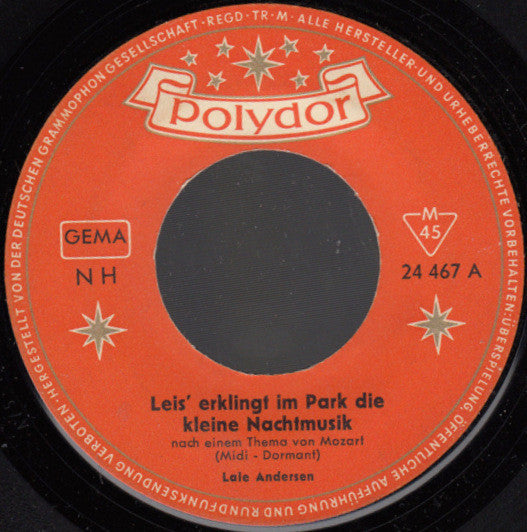 HERGESTELLT VON DER DEUTSCHEN GRAMMOPHON GESELLSCHAFT · REGD · TR · M · ALLE HERSTELLER- UND URHEBERRECHTE VORBEHALTEN · ÜBERSPIELUNG, ÖFFENTLICHE AUFFÜHRUNG UND RUNDFUNKSENDUNG VERBOTEN ·
Polydor
GEMA
N H
M
45
24 467 A
Leis' erklingt im Park die
kleine Nachtmusik
nach einem Thema von Mozart
(Midi - Dormant)
Lale Andersen